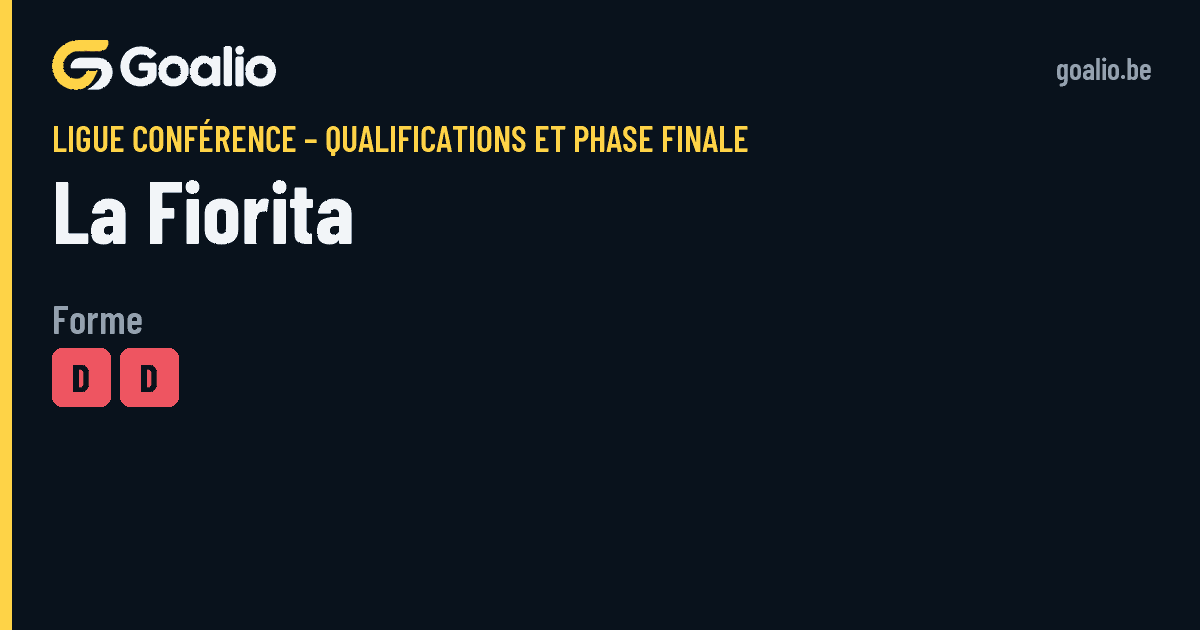 Goalio
goalio.be
LIGUE CONFÉRENCE – QUALIFICATIONS ET PHASE FINALE
La Fiorita
Forme
D D